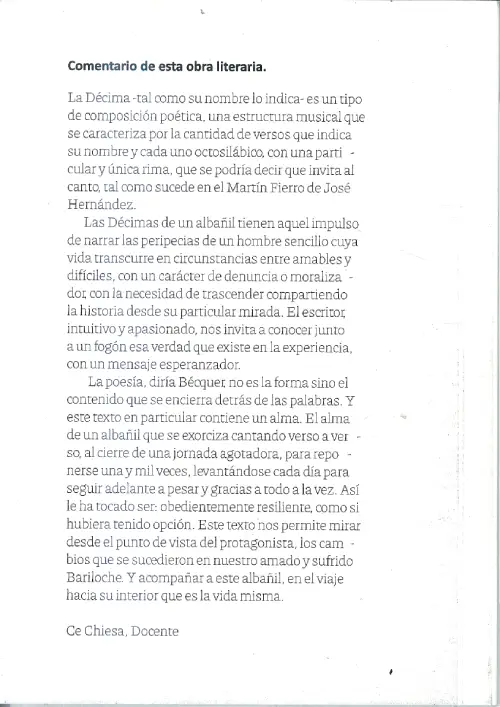 Comentario de esta obra literaria.
La Décima -tal como su nombre lo indica- es un tipo
de composición poética, una estructura musical que
se caracteriza por la cantidad de versos que indica
su nombre y cada uno octosilábico, con una parti -
cular y única rima, que se podría decir que invita al
canto, tal como sucede en el Martín Fierro de José
Hernández.
Las Décimas de un albañil tienen aquel impulso
de narrar las peripecias de un hombre sencillo cuya
vida transcurre en circunstancias entre amables y
difíciles, con un carácter de denuncia o moraliza -
dor, con la necesidad de trascender compartiendo
la historia desde su particular mirada. El escritor,
intuitivo y apasionado, nos invita a conocer junto
a un fogón esa verdad que existe en la experiencia,
con un mensaje esperanzador.
La poesía, diría Bécquer, no es la forma sino el
contenido que se encierra detrás de las palabras. Y
este texto en particular contiene un alma. El alma
de un albañil que se exorciza cantando verso a ver -
so, al cierre de una jornada agotadora, para repo -
nerse una y mil veces, levantándose cada día para
seguir adelante a pesar y gracias a todo a la vez. Así
le ha tocado ser: obedientemente resiliente, como si
hubiera tenido opción. Este texto nos permite mirar
desde el punto de vista del protagonista, los cam -
bios que se sucedieron en nuestro amado y sufrido
Bariloche. Y acompañar a este albañil, en el viaje
hacia su interior que es la vida misma.
Ce Chiesa, Docente